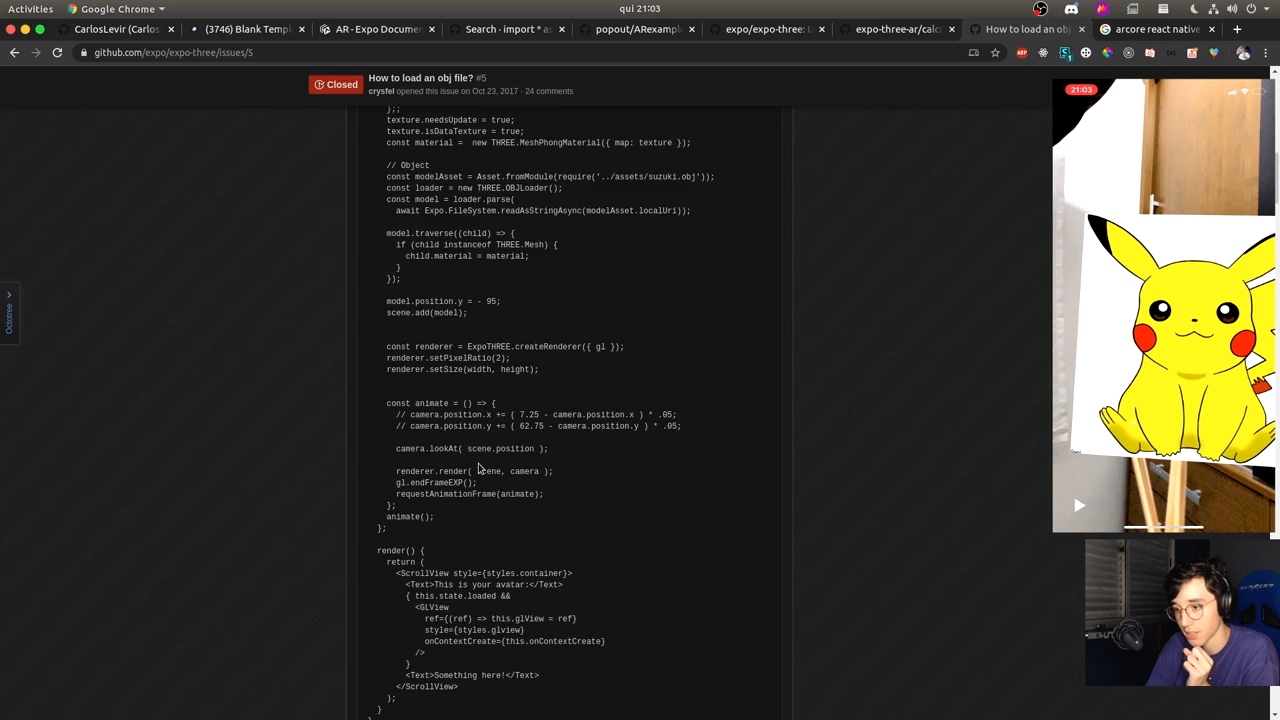 Activities
Google Chrome
qui 21:03
CarlosLevir (Carlos
(3746) Blank Templ
AR - Expo Documen
Search · import * as
popout/ARexample
expo/expo-three: U
expo-three-ar/calc
How to load an obj
arcore react native
github.com/expo/expo-three/issues/5
Closed
How to load an obj file? #5
crysfel opened this issue on Oct 23, 2017 · 24 comments
21:03
Octotree
};;
texture.needsUpdate = true;
texture.isDataTexture = true;
const material =  new THREE.MeshPhongMaterial({ map: texture });
// Object
const modelAsset = Asset.fromModule(require('../assets/suzuki.obj'));
const loader = new THREE.OBJLoader();
const model = loader.parse(
await Expo.FileSystem.readAsStringAsync(modelAsset.localUri));
model.traverse((child) => {
if (child instanceof THREE.Mesh) {
child.material = material;
}
});
model.position.y = - 95;
scene.add(model);
const renderer = ExpoTHREE.createRenderer({ gl });
renderer.setPixelRatio(2);
renderer.setSize(width, height);
const animate = () => {
// camera.position.x += ( 7.25 - camera.position.x ) * .05;
// camera.position.y += ( 62.75 - camera.position.y ) * .05;
camera.lookAt( scene.position );
renderer.render( scene, camera );
gl.endFrameEXP();
requestAnimationFrame(animate);
};
animate();
};
render() {
return (
<ScrollView style={styles.container}>
<Text>This is your avatar:</Text>
{ this.state.loaded &&
<GLView
ref={(ref) => this.glView = ref}
style={styles.glview}
onContextCreate={this.onContextCreate}
/>
}
<Text>Something here!</Text>
</ScrollView>
);
}